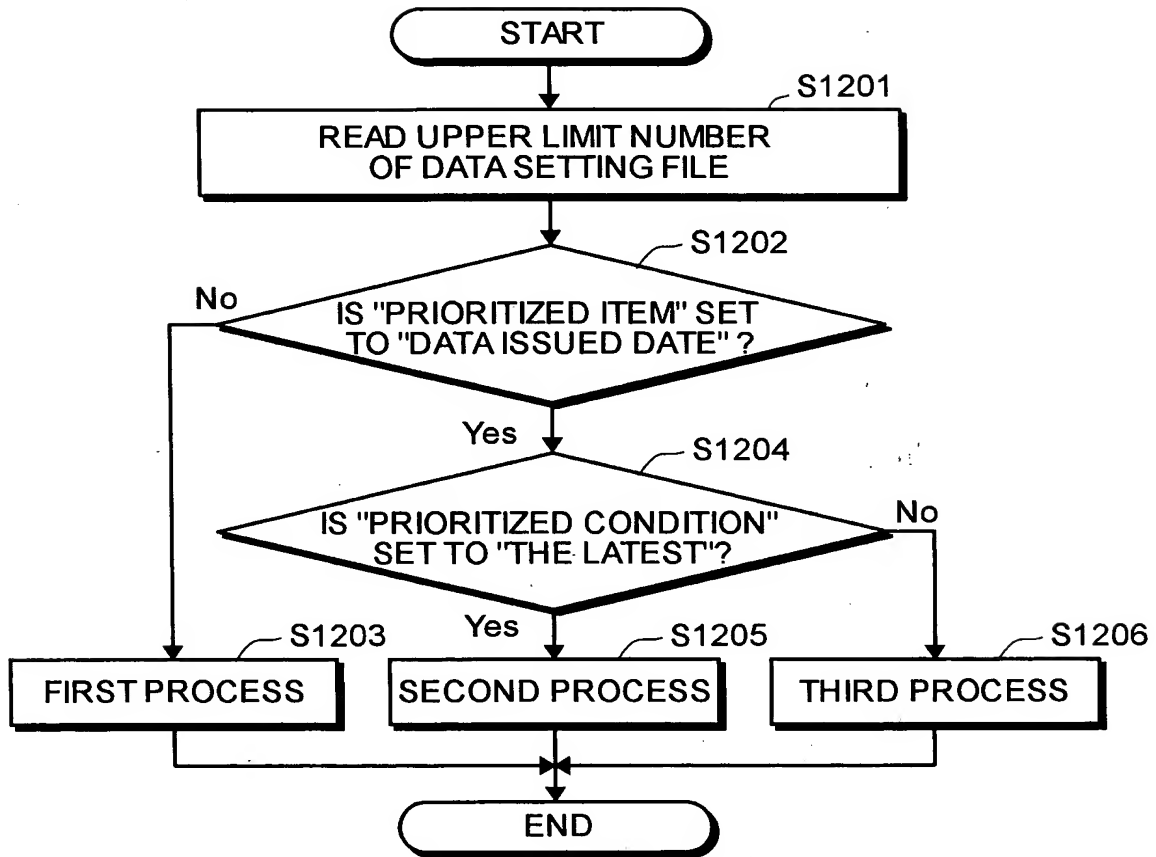 START
S1201
READ UPPER LIMIT NUMBER
OF DATA SETTING FILE
S1202
No
IS "PRIORITIZED ITEM" SET
TO "DATA ISSUED DATE" ?
Yes
S1204
IS "PRIORITIZED CONDITION"
SET TO "THE LATEST"?
No
Yes
S1203
S1205
S1206
FIRST PROCESS
SECOND PROCESS
THIRD PROCESS
END